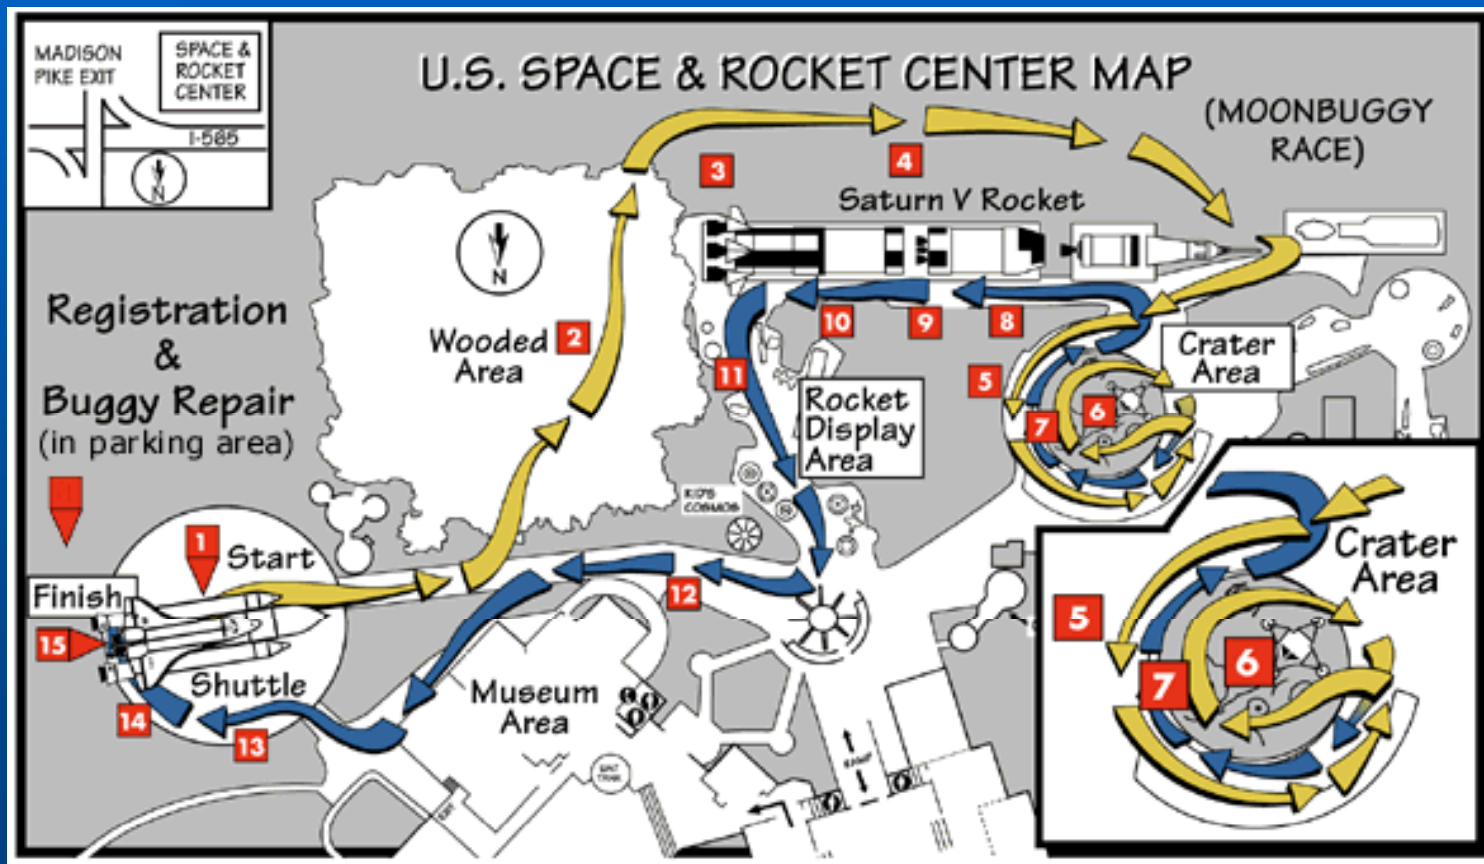 MADISON
PIKE EXIT
SPACE &
ROCKET
CENTER
I-565
N
U.S. SPACE & ROCKET CENTER MAP
(MOONBUGGY
RACE)
3
4
Saturn V Rocket
N
Registration
&
Buggy Repair
(in parking area)
Wooded
Area
2
10
9
8
11
5
6
7
Crater
Area
Rocket
Display
Area
KID'S
COSMOS
1
Start
Finish
15
Shuttle
14
13
12
Museum
Area
RAMP
EXIT
Crater
Area
5
6
7